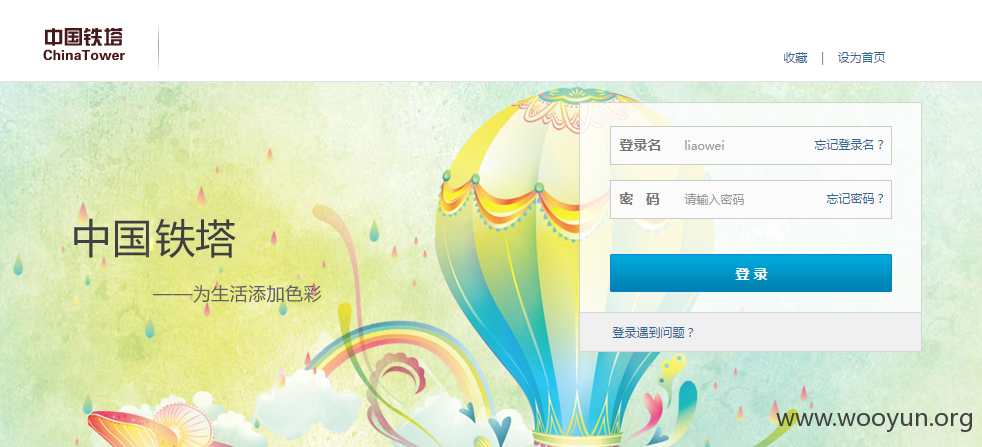 中国铁塔
ChinaTower
收藏 | 设为首页
登录名 liaowei 忘记登录名?
密 码 请输入密码 忘记密码?
中国铁塔
登 录
——为生活添加色彩
登录遇到问题?
www.wooyun.org